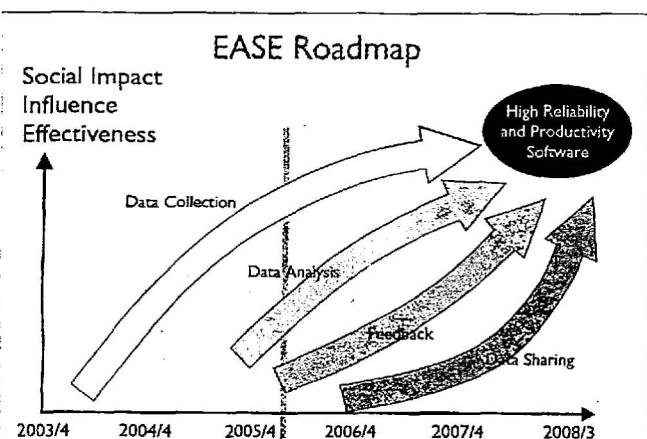 EASE Roadmap
Social Impact
Influence
Effectiveness
High Reliability
and Productivity
Software
Data Collection
Data Analysis
Feedback
Data Sharing
2003/4
2004/4
2005/4
2006/4
2007/4
2008/3